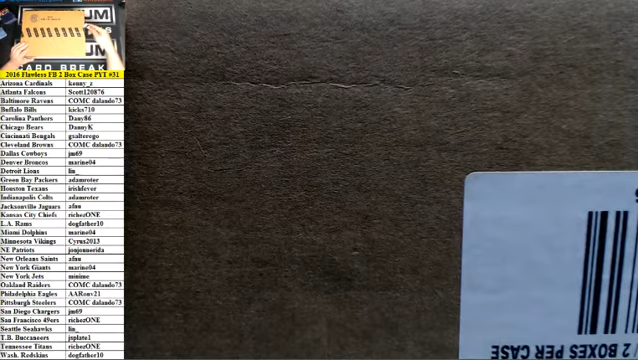 CARD BREAK
2016 Flawless FB 2 Box Case PYT #31
Arizona Cardinals kenny_z
Atlanta Falcons Scott120876
Baltimore Ravens COMC dalando73
Buffalo Bills kicks710
Carolina Panthers Dany86
Chicago Bears DannyK
Cincinnati Bengals gsalterego
Cleveland Browns COMC dalando73
Dallas Cowboys jm69
Denver Broncos marine04
Detroit Lions lin_
Green Bay Packers adamroter
Houston Texans irishfever
Indianapolis Colts adamroter
Jacksonville Jaguars afnu
Kansas City Chiefs richezONE
L.A. Rams dogfather10
Miami Dolphins marine04
Minnesota Vikings Cyrus2013
NE Patriots
New Orleans Saints afnu
New York Giants marine04
New York Jets minime
Oakland Raiders COMC dalando73
Philadelphia Eagles AARonv21
Pittsburgh Steelers COMC dalando73
San Diego Chargers jm69
San Francisco 49ers richezONE
Seattle Seahawks lin_
T.B. Buccaneers jsplate1
Tennessee Titans richezONE
Wash. Redskins dogfather10
/2 BOXES PER CASE